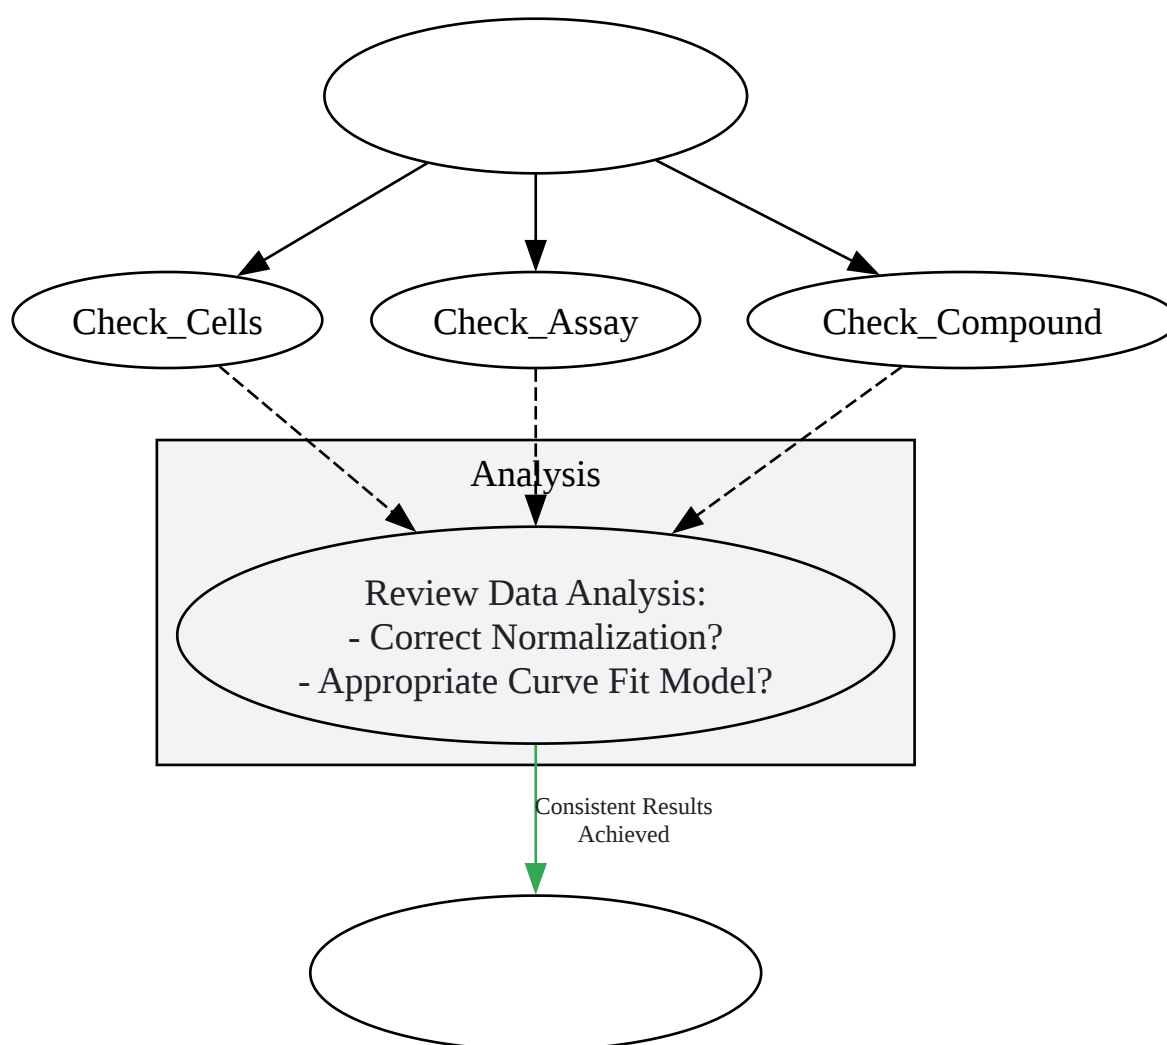 Check_Cells
Check_Assay
Check_Compound
Analysis
Review Data Analysis:
- Correct Normalization?
- Appropriate Curve Fit Model?
Consistent Results
Achieved